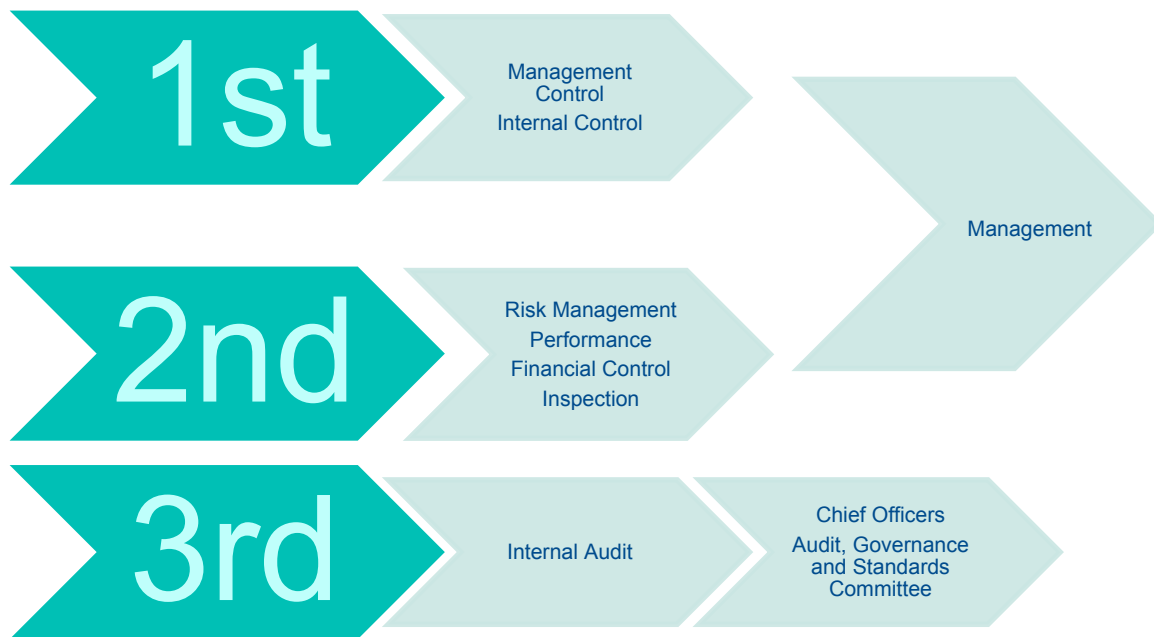 1st
Management
Control
Internal Control
Management
2nd
Risk Management
Performance
Financial Control
Inspection
3rd
Internal Audit
Chief Officers
Audit, Governance
and Standards
Committee